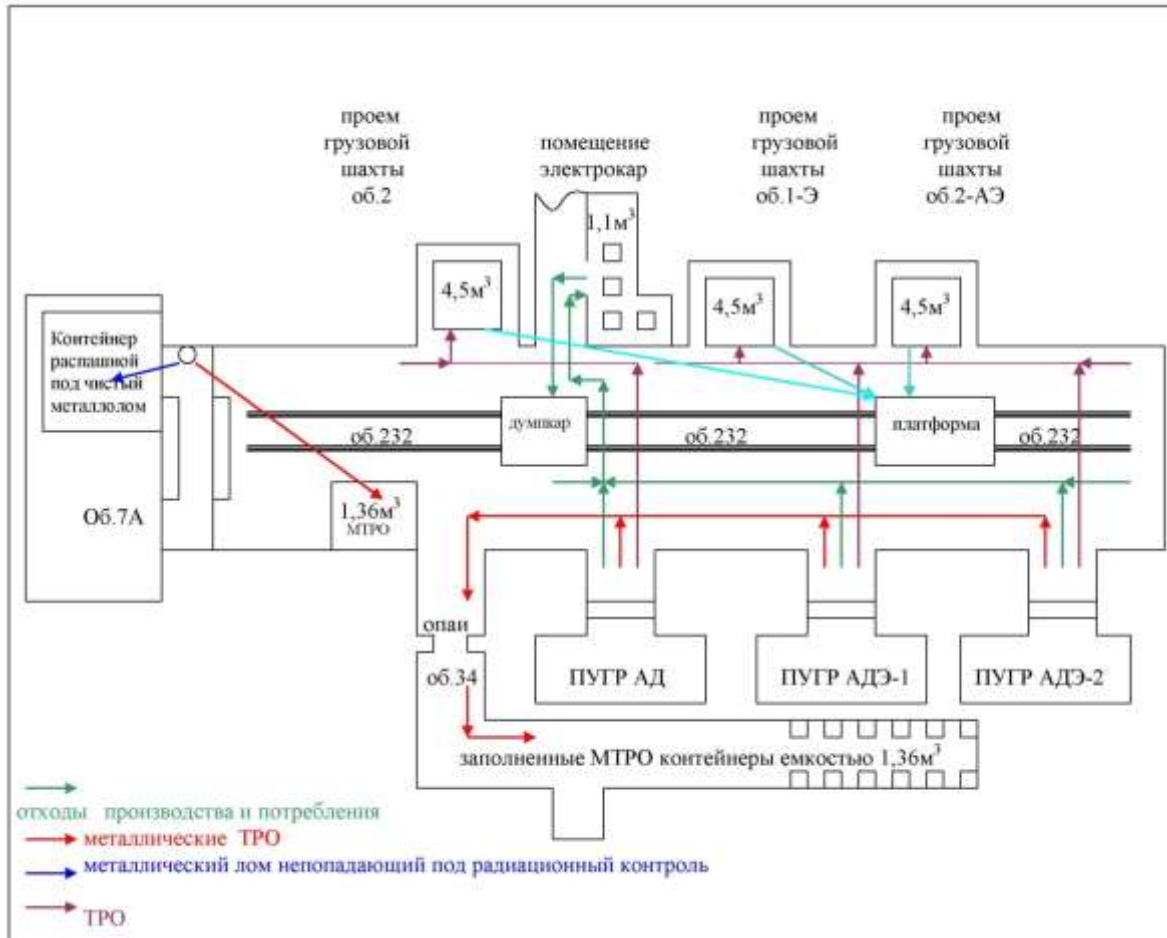 проем
грузовой
шахты
об.2
помещение
электрокар
проем
грузовой
шахты
об.1-Э
проем
грузовой
шахты
об.2-АЭ
1,1м³
4,5м³
4,5м³
4,5м³
Контейнер
распашной
под чистый
металлолом
об.232
думпкар
об.232
платформа
об.232
Об.7А
1,36м³
МТРО
опаи
об.34
ПУГР АД
ПУГР АДЭ-1
ПУГР АДЭ-2
заполненные МТРО контейнеры емкостью 1,36м³
отходы производства и потребления
металлические ТРО
металлический лом непопадающий под радиационный контроль
ТРО